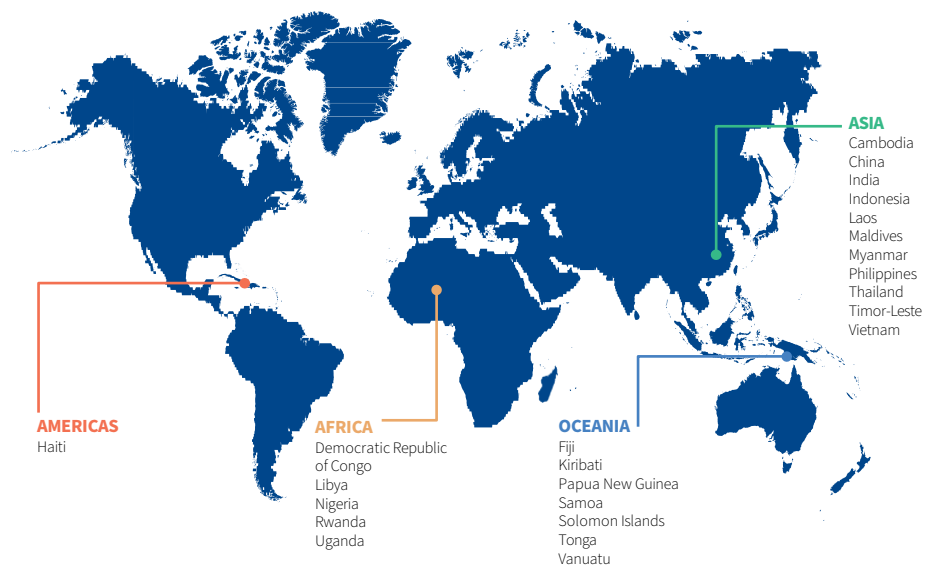 ASIA
Cambodia
China
India
Indonesia
Laos
Maldives
Myanmar
Philippines
Thailand
Timor-Leste
Vietnam
AMERICAS
Haiti
AFRICA
Democratic Republic
of Congo
Libya
Nigeria
Rwanda
Uganda
OCEANIA
Fiji
Kiribati
Papua New Guinea
Samoa
Solomon Islands
Tonga
Vanuatu